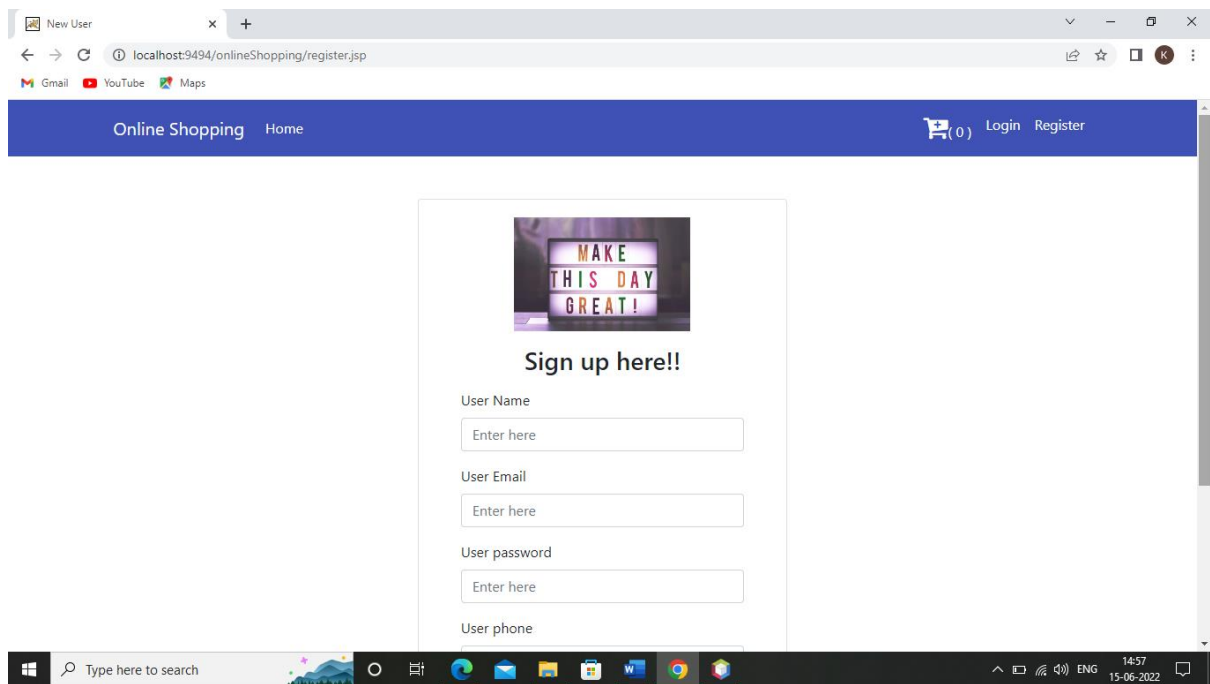 New User
localhost:9494/onlineShopping/register.jsp
K
Gmail YouTube Maps
Online Shopping Home (0) Login Register
MAKE
THIS DAY
GREAT!
Sign up here!!
User Name
Enter here
User Email
Enter here
User password
Enter here
User phone
Type here to search
W
ENG
14:57
15-06-2022